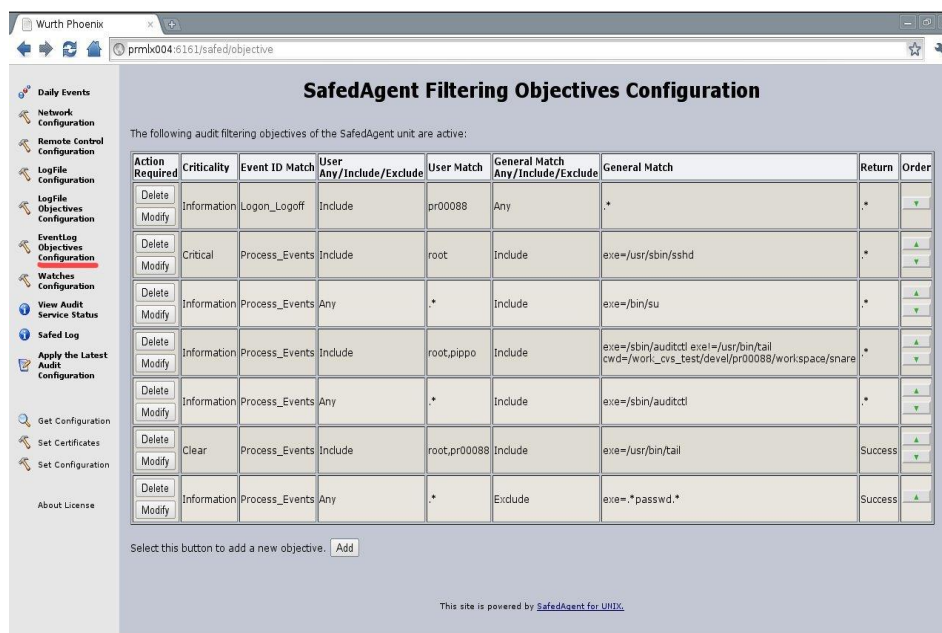 Wurth Phoenix
prmlx004:6161/safed/objective
Daily Events
Network
Configuration
Remote Control
Configuration
LogFile
Configuration
LogFile
Objectives
Configuration
EventLog
Objectives
Configuration
Watches
Configuration
View Audit
Service Status
Safed Log
Apply the Latest
Audit
Configuration
Get Configuration
Set Certificates
Set Configuration
About License
SafedAgent Filtering Objectives Configuration
The following audit filtering objectives of the SafedAgent unit are active:
Action Required Criticality Event ID Match User Any/Include/Exclude User Match General Match Any/Include/Exclude General Match Return Order
Delete Modify Information Logon_Logoff Include pr00088 Any .* .*
Delete Modify Critical Process_Events Include root Include exe=/usr/sbin/sshd .*
Delete Modify Information Process_Events Any .* Include exe=/bin/su .*
Delete Modify Information Process_Events Include root,pippo Include exe=/sbin/auditctl exe!=/usr/bin/tail cwd=/work_cvs_test/devel/pr00088/workspace/snare .*
Delete Modify Information Process_Events Any .* Include exe=/sbin/auditctl .*
Delete Modify Clear Process_Events Include root,pr00088 Include exe=/usr/bin/tail Success
Delete Modify Information Process_Events Any .* Exclude exe=.*passwd.* Success
Select this button to add a new objective. Add
This site is powered by SafedAgent for UNIX.